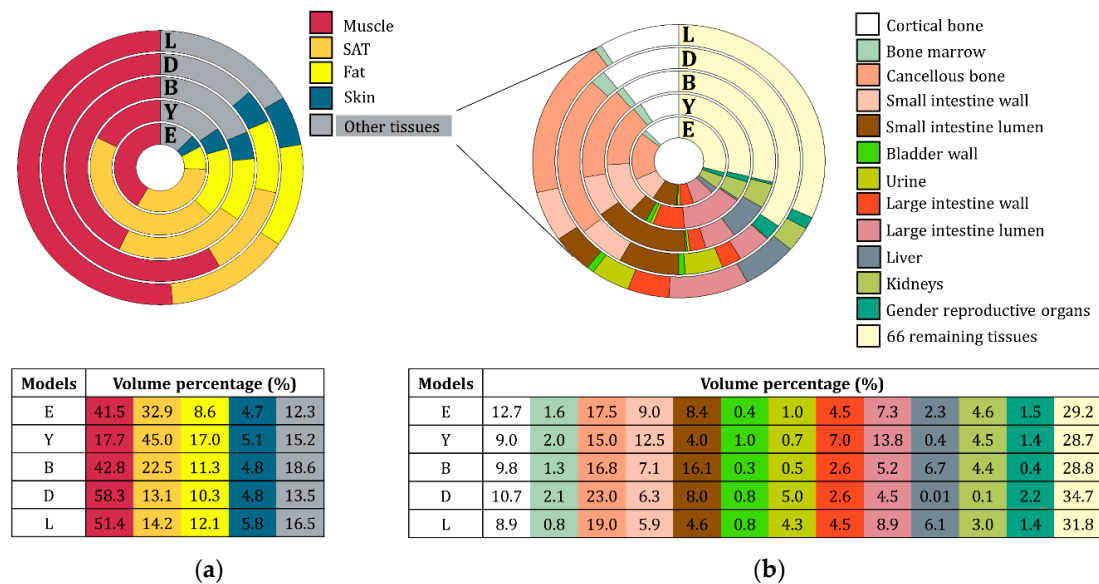 L
D
B
Y
E
Muscle
SAT
Fat
Skin
Other tissues
L
D
B
Y
E
Cortical bone
Bone marrow
Cancellous bone
Small intestine wall
Small intestine lumen
Bladder wall
Urine
Large intestine wall
Large intestine lumen
Liver
Kidneys
Gender reproductive organs
66 remaining tissues
Models Volume percentage (%)
E 41.5 32.9 8.6 4.7 12.3
Y 17.7 45.0 17.0 5.1 15.2
B 42.8 22.5 11.3 4.8 18.6
D 58.3 13.1 10.3 4.8 13.5
L 51.4 14.2 12.1 5.8 16.5
(a)
Models Volume percentage (%)
E 12.7 1.6 17.5 9.0 8.4 0.4 1.0 4.5 7.3 2.3 4.6 1.5 29.2
Y 9.0 2.0 15.0 12.5 4.0 1.0 0.7 7.0 13.8 0.4 4.5 1.4 28.7
B 9.8 1.3 16.8 7.1 16.1 0.3 0.5 2.6 5.2 6.7 4.4 0.4 28.8
D 10.7 2.1 23.0 6.3 8.0 0.8 5.0 2.6 4.5 0.01 0.1 2.2 34.7
L 8.9 0.8 19.0 5.9 4.6 0.8 4.3 4.5 8.9 6.1 3.0 1.4 31.8
(b)